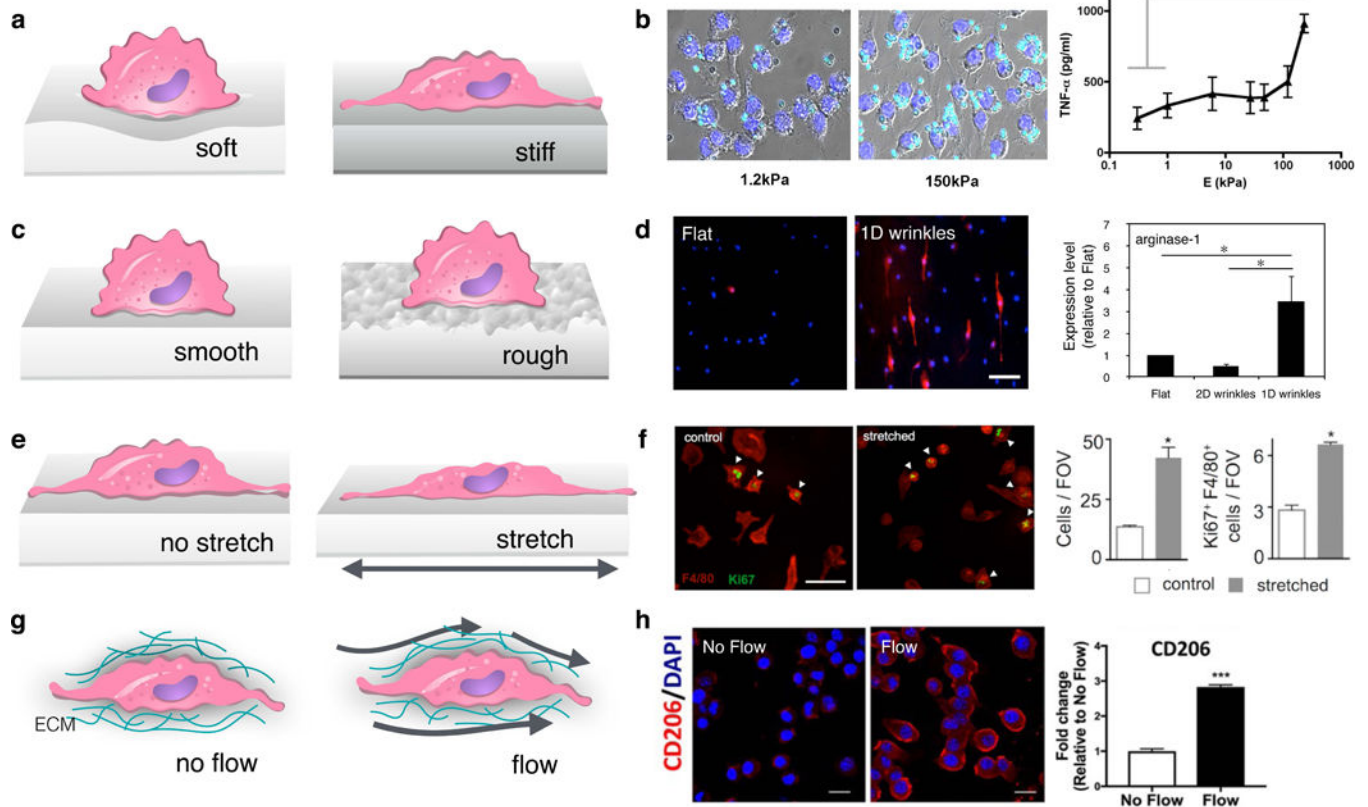 a
soft
stiff
b
1.2kPa
150kPa
TNF-α (pg/ml)
1000
500
0
0.1
1
10
100
1000
E (kPa)
c
smooth
rough
d
Flat
1D wrinkles
Expression level
(relative to Flat)
arginase-1
*
*
7
6
5
4
3
2
1
0
Flat
2D wrinkles
1D wrinkles
e
no stretch
stretch
f
control
F4/80
Ki67
stretched
Cells / FOV
50
25
0
*
Ki67+ F4/80+
cells / FOV
6
3
0
*
control
stretched
g
ECM
no flow
flow
h
CD206/DAPI
No Flow
Flow
CD206
Fold change
(Relative to No Flow)
4
3
2
1
0
***
No Flow
Flow